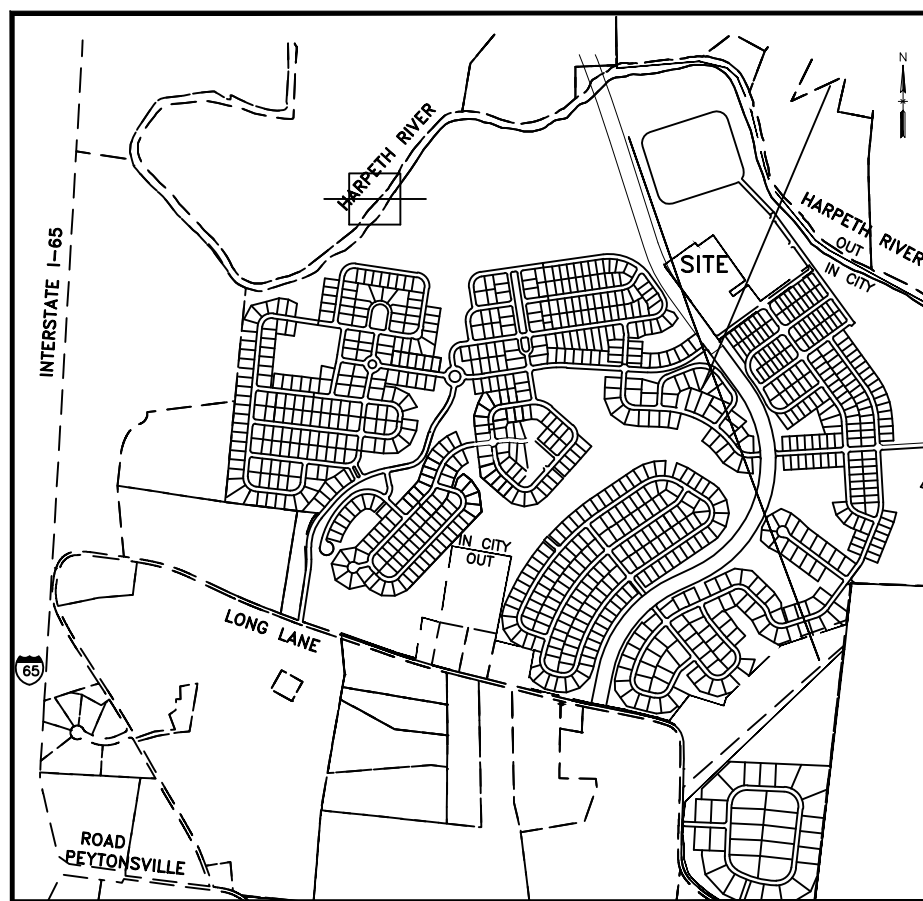 N
HARPETH RIVER
HARPETH RIVER
OUT
IN CITY
SITE
INTERSTATE I-65
IN CITY
OUT
LONG LANE
65
ROAD
PEYTONSVILLE